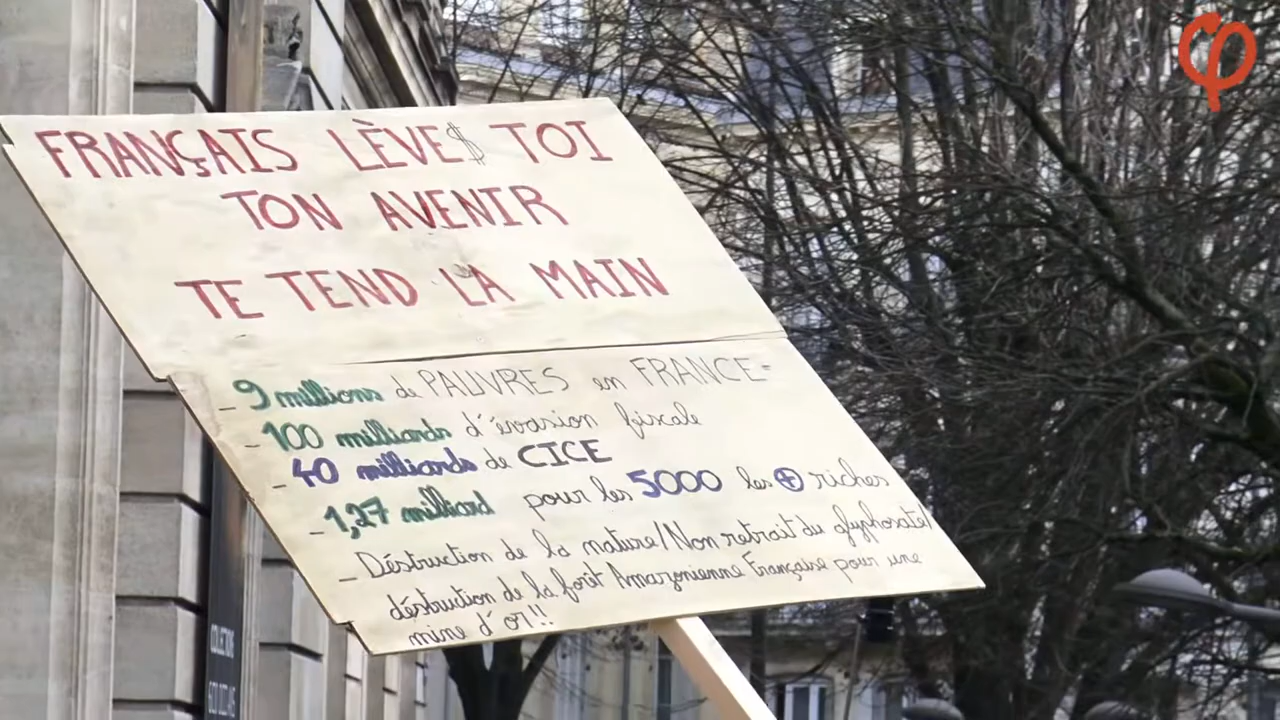 FRANÇAIS LÈVE$ TOI
TON AVENIR
TE TEND LA MAIN
- 9 millions de PAUVRES en FRANCE=
- 100 milliards d'évasion fiscale
- 40 milliards de CICE
- 1,27 milliard pour les 5000 les + riches
- Déstruction de la nature/Non retrait du glyphosate/
déstruction de la forêt Amazonienne Française pour une
mine d'or!!